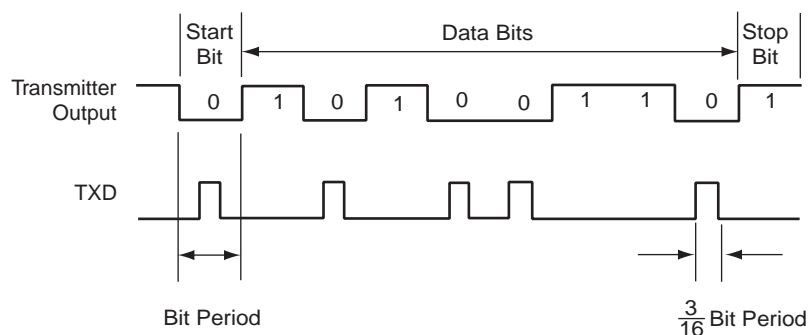 Start
Bit
Data Bits
Stop
Bit
Transmitter
Output
0 1 0 1 0 0 1 1 0 1
TXD
Bit Period
3
16 Bit Period